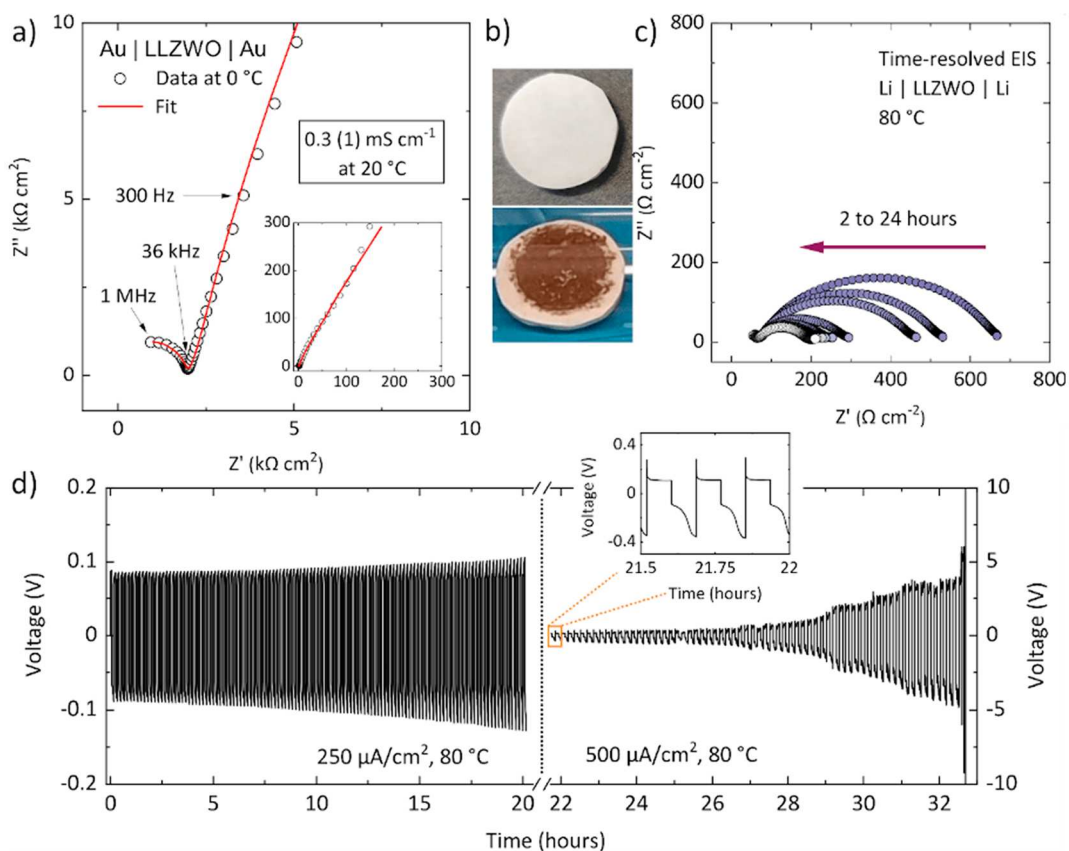 a)
Au | LLZWO | Au
Data at 0 °C
Fit
0.3 (1) mS cm⁻¹
at 20 °C
300 Hz
36 kHz
1 MHz
Z'' (kΩ cm²)
10
5
0
0
5
10
Z' (kΩ cm²)
300
200
100
0
0
100
200
300
b)
c)
Time-resolved EIS
Li | LLZWO | Li
80 °C
2 to 24 hours
Z'' (Ω cm⁻²)
800
600
400
200
0
0
200
400
600
800
Z' (Ω cm⁻²)
d)
Voltage (V)
0.2
0.1
0
-0.1
-0.2
250 µA/cm², 80 °C
500 µA/cm², 80 °C
0
5
10
15
20
22
24
26
28
30
32
Time (hours)
Voltage (V)
0.4
0
-0.4
21.5
21.75
22
Time (hours)
10
5
0
-5
-10
Voltage (V)